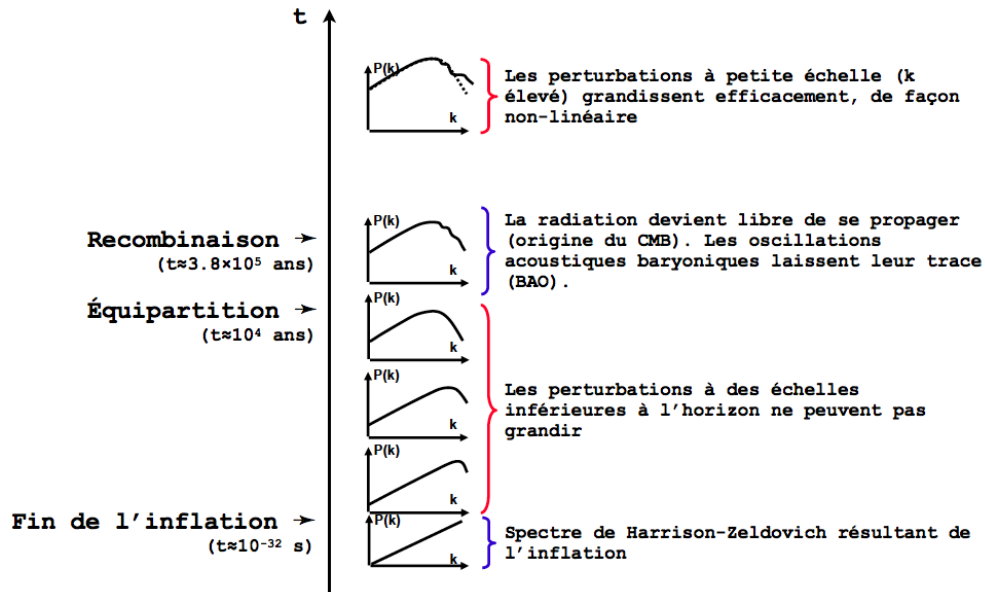 t
P(k)
k
Les perturbations à petite échelle (k
élevé) grandissent efficacement, de façon
non-linéaire
Recombinaison
(t≈3.8×10⁵ ans)
P(k)
k
La radiation devient libre de se propager
(origine du CMB). Les oscillations
acoustiques baryoniques laissent leur trace
(BAO).
Équipartition
(t≈10⁴ ans)
P(k)
k
P(k)
k
P(k)
k
Les perturbations à des échelles
inférieures à l'horizon ne peuvent pas
grandir
Fin de l'inflation
(t≈10⁻³² s)
P(k)
k
Spectre de Harrison-Zeldovich résultant de
l'inflation